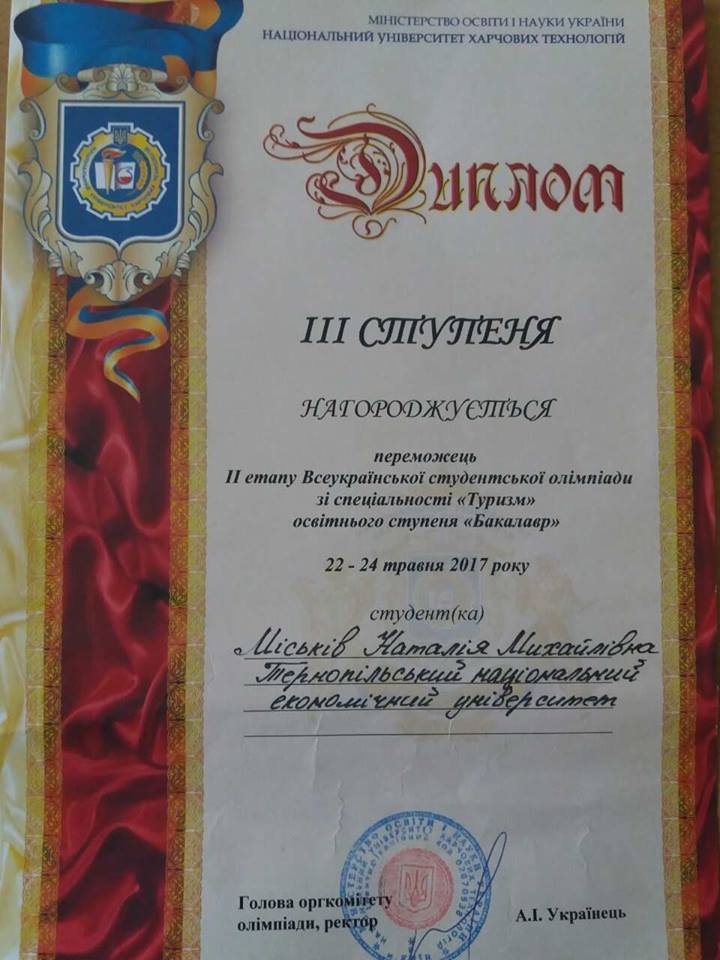 МІНІСТЕРСТВО ОСВІТИ І НАУКИ УКРАЇНИ
НАЦІОНАЛЬНИЙ УНІВЕРСИТЕТ ХАРЧОВИХ ТЕХНОЛОГІЙ
Диплом
ІІІ СТУПЕНЯ
НАГОРОДЖУЄТЬСЯ
переможець
ІІ етапу Всеукраїнської студентської олімпіади
зі спеціальності «Туризм»
освітнього ступеня «Бакалавр»
22 - 24 травня 2017 року
студент(ка)
Міськів Наталія Михайлівна
Тернопільський національний
економічний університет
Голова оргкомітету
олімпіади, ректор
А.І. Українець